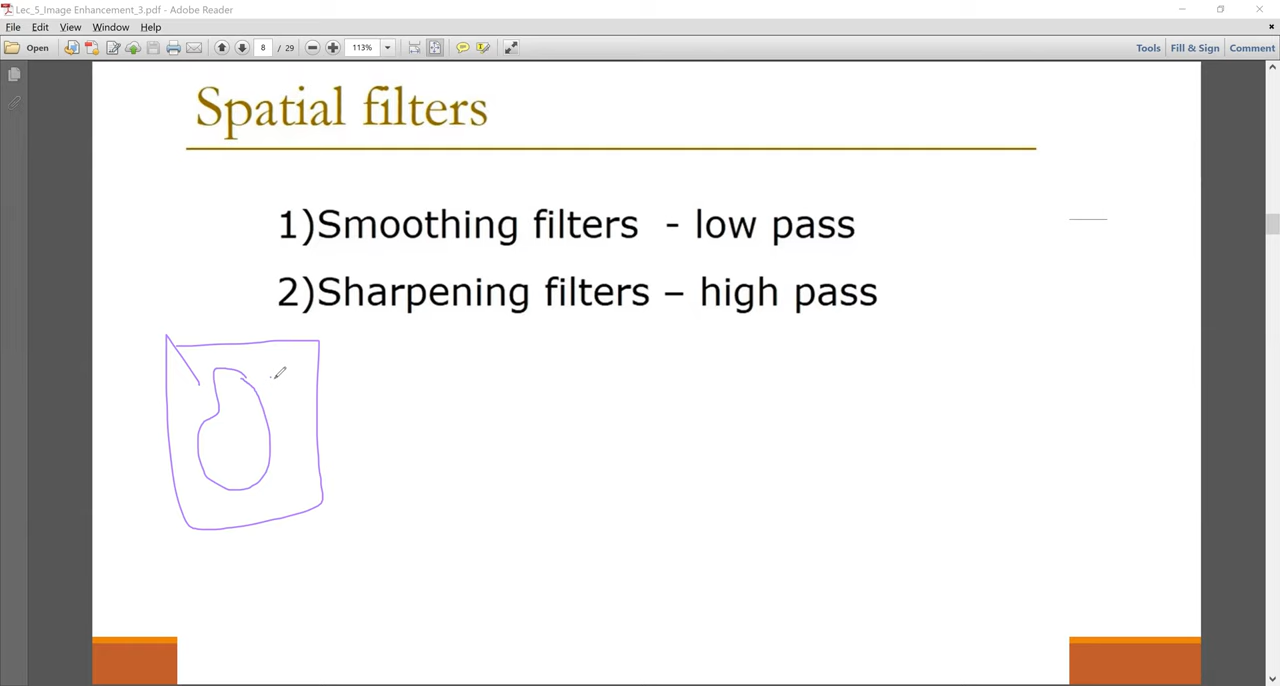 Lec_5_Image Enhancement_3.pdf - Adobe Reader
File Edit View Window Help
Open 8 / 29 113% Tools Fill & Sign Comment
Spatial filters
1)Smoothing filters - low pass
2)Sharpening filters – high pass